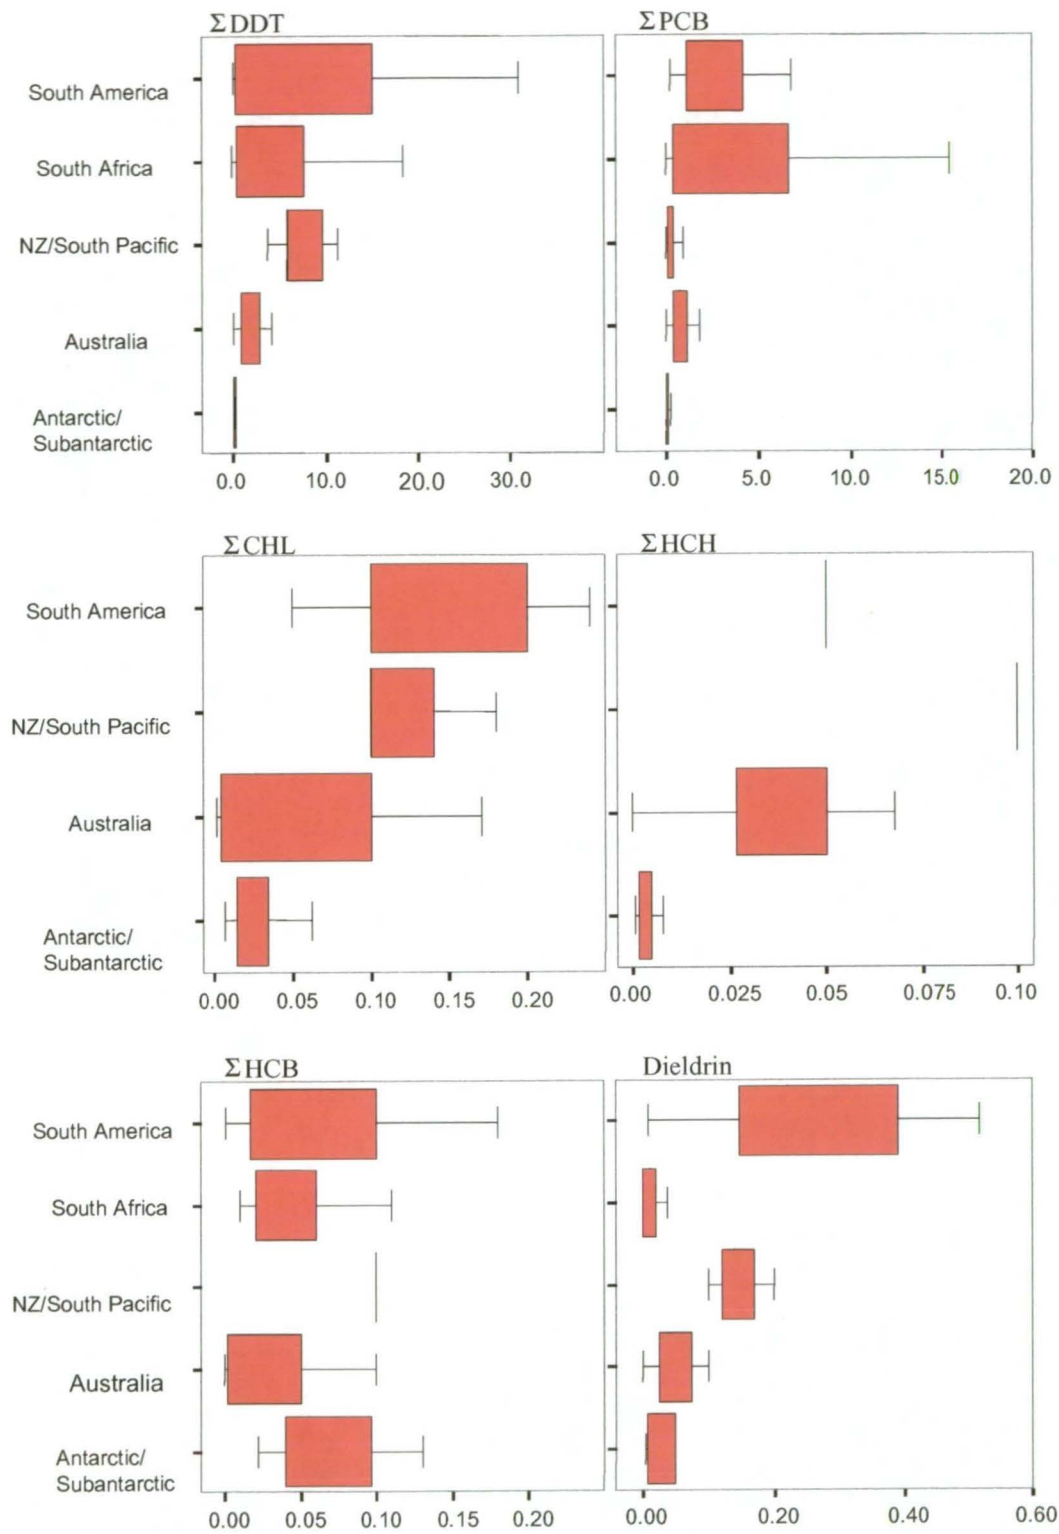 ΣDDT
ΣPCB
South America
South Africa
NZ/South Pacific
Australia
Antarctic/
Subantarctic
0.0 10.0 20.0 30.0
0.0 5.0 10.0 15.0 20.0
ΣCHL
ΣHCH
South America
NZ/South Pacific
Australia
Antarctic/
Subantarctic
0.00 0.05 0.10 0.15 0.20
0.00 0.025 0.05 0.075 0.10
ΣHCB
Dieldrin
South America
South Africa
NZ/South Pacific
Australia
Antarctic/
Subantarctic
0.00 0.05 0.10 0.15 0.20
0.00 0.20 0.40 0.60